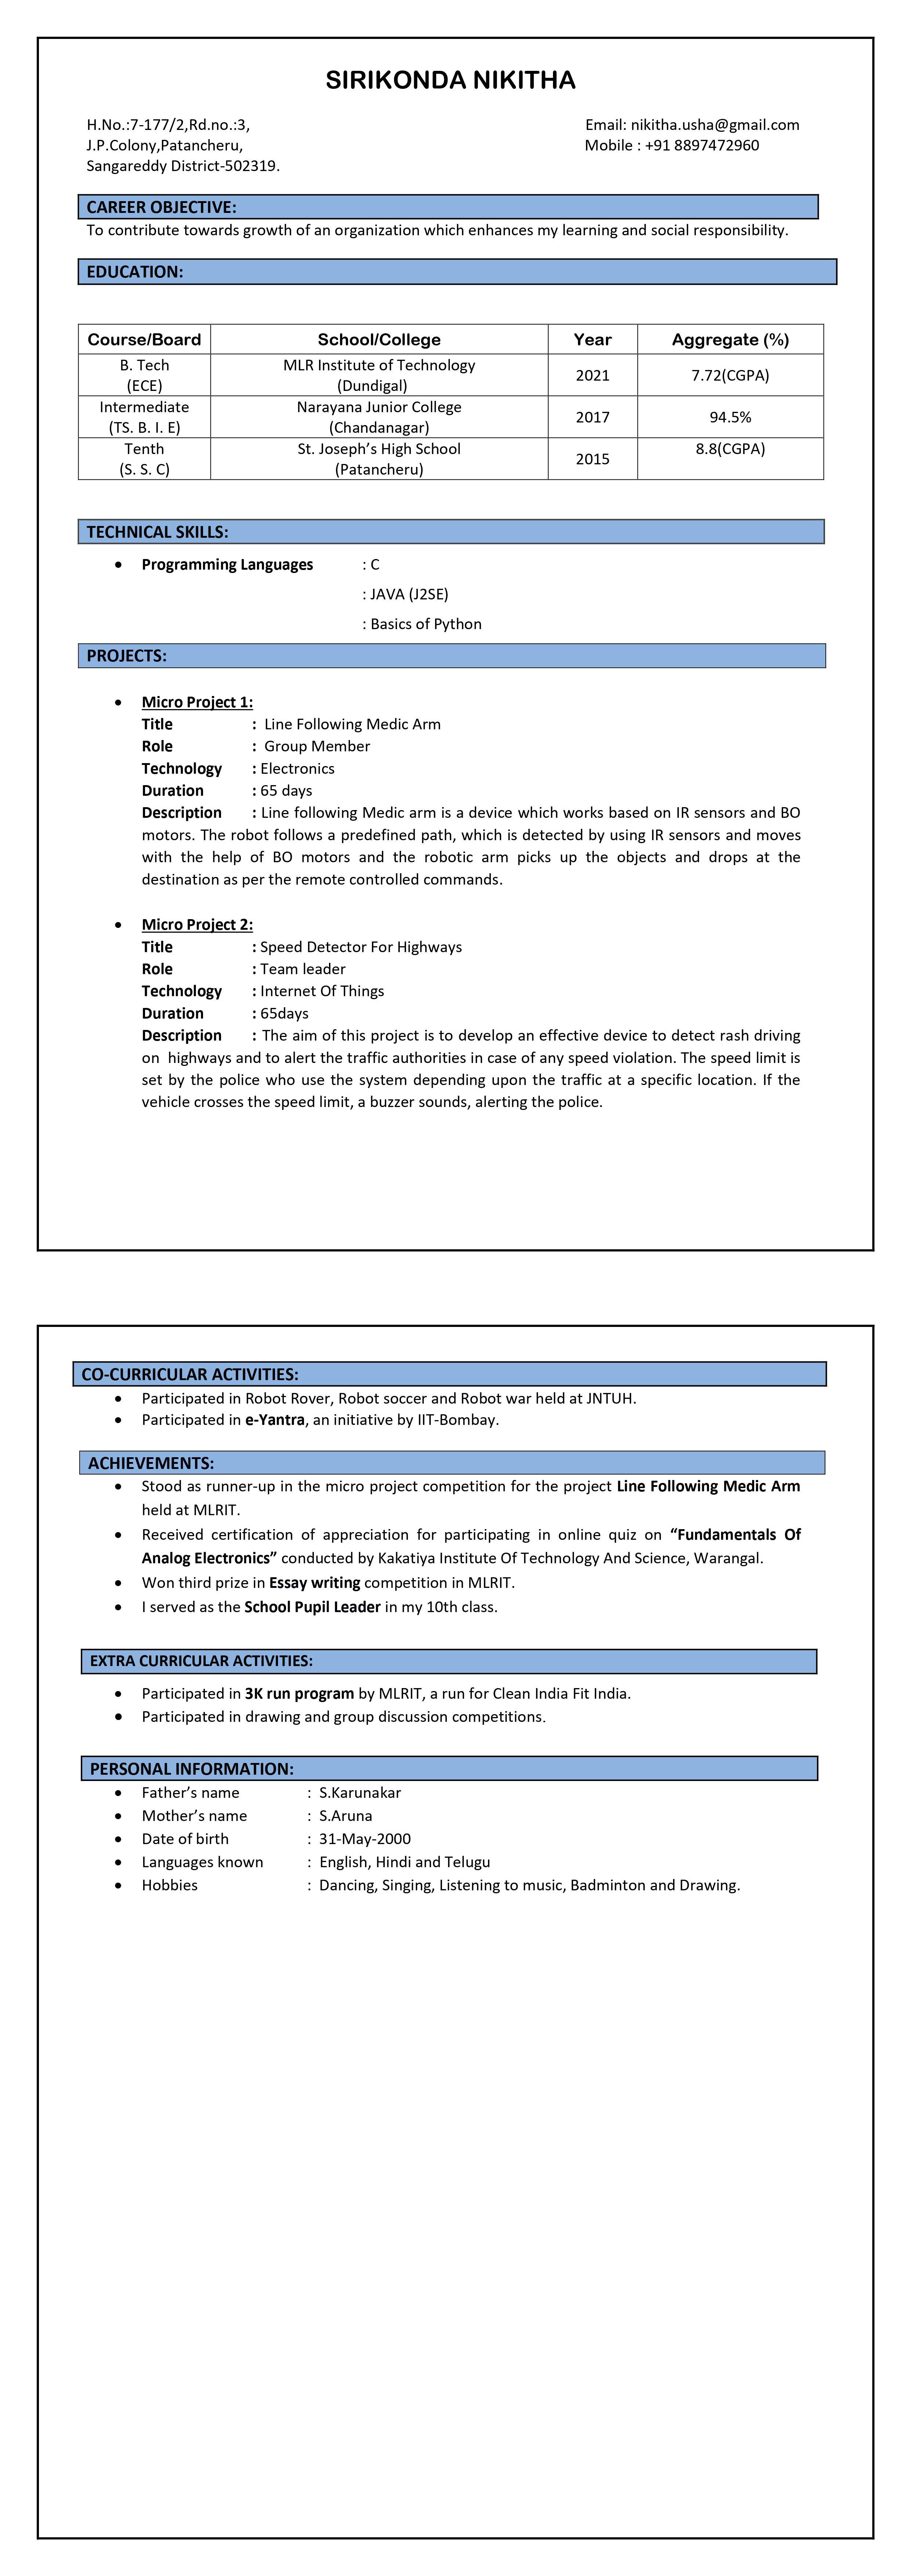 SIRIKONDA NIKITHA
H.No.:7-177/2,Rd.no.:3, Email: nikitha.usha@gmail.com
J.P.Colony,Patancheru, Mobile : +91 8897472960
Sangareddy District-502319.
CAREER OBJECTIVE:
To contribute towards growth of an organization which enhances my learning and social responsibility.
EDUCATION:
Course/Board School/College Year Aggregate (%)
B. Tech MLR Institute of Technology
(ECE) (Dundigal) 2021 7.72(CGPA)
Intermediate Narayana Junior College
(TS. B. I. E) (Chandanagar) 2017 94.5%
Tenth St. Joseph’s High School 8.8(CGPA)
(S. S. C) (Patancheru) 2015
TECHNICAL SKILLS:
• Programming Languages : C
: JAVA (J2SE)
: Basics of Python
PROJECTS:
• Micro Project 1:
Title : Line Following Medic Arm
Role : Group Member
Technology : Electronics
Duration : 65 days
Description : Line following Medic arm is a device which works based on IR sensors and BO
motors. The robot follows a predefined path, which is detected by using IR sensors and moves
with the help of BO motors and the robotic arm picks up the objects and drops at the
destination as per the remote controlled commands.
• Micro Project 2:
Title : Speed Detector For Highways
Role : Team leader
Technology : Internet Of Things
Duration : 65days
Description : The aim of this project is to develop an effective device to detect rash driving
on highways and to alert the traffic authorities in case of any speed violation. The speed limit is
set by the police who use the system depending upon the traffic at a specific location. If the
vehicle crosses the speed limit, a buzzer sounds, alerting the police.
CO-CURRICULAR ACTIVITIES:
• Participated in Robot Rover, Robot soccer and Robot war held at JNTUH.
• Participated in e-Yantra, an initiative by IIT-Bombay.
ACHIEVEMENTS:
• Stood as runner-up in the micro project competition for the project Line Following Medic Arm
held at MLRIT.
• Received certification of appreciation for participating in online quiz on “Fundamentals Of
Analog Electronics” conducted by Kakatiya Institute Of Technology And Science, Warangal.
• Won third prize in Essay writing competition in MLRIT.
• I served as the School Pupil Leader in my 10th class.
EXTRA CURRICULAR ACTIVITIES:
• Participated in 3K run program by MLRIT, a run for Clean India Fit India.
• Participated in drawing and group discussion competitions.
PERSONAL INFORMATION:
• Father’s name : S.Karunakar
• Mother’s name : S.Aruna
• Date of birth : 31-May-2000
• Languages known : English, Hindi and Telugu
• Hobbies : Dancing, Singing, Listening to music, Badminton and Drawing.